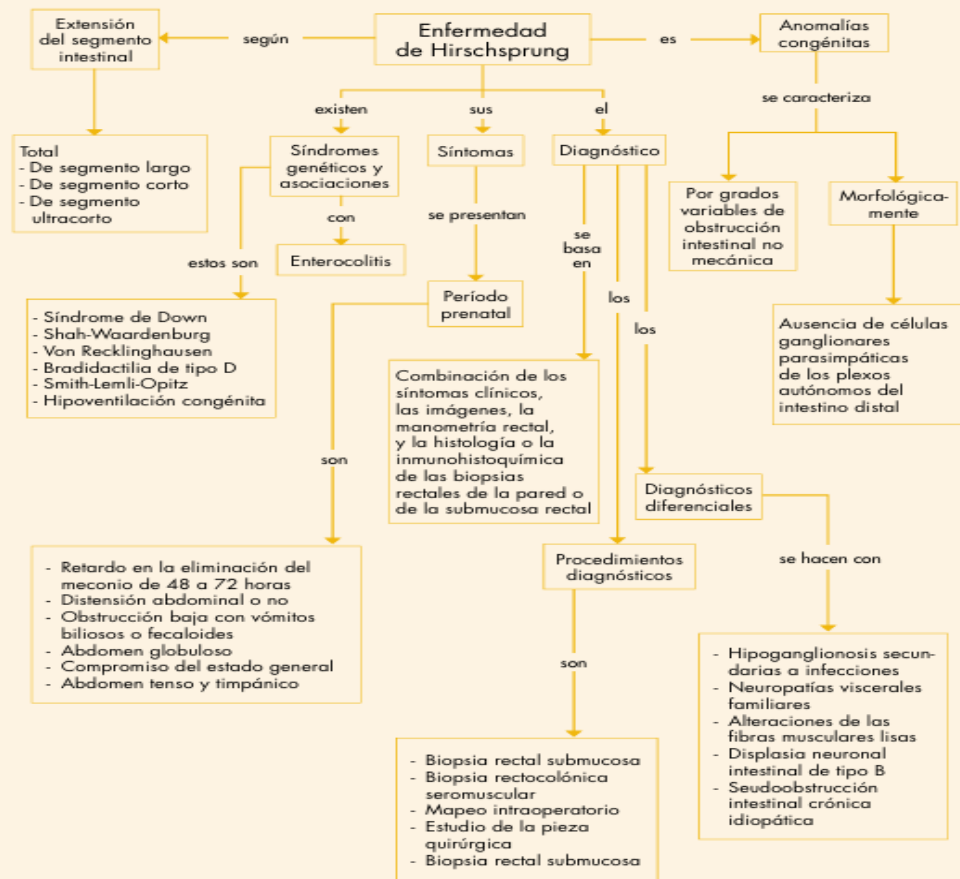 Enfermedad
de Hirschsprung
según
Extensión
del segmento
intestinal
Total
- De segmento largo
- De segmento corto
- De segmento
ultracorto
es
Anomalías
congénitas
se caracteriza
Por grados
variables de
obstrucción
intestinal no
mecánica
Morfológica-
mente
Ausencia de células
ganglionares
parasimpáticas
de los plexos
autónomos del
intestino distal
existen
Síndromes
genéticos y
asociaciones
con
Enterocolitis
estos son
- Síndrome de Down
- Shah-Waardenburg
- Von Recklinghausen
- Bradidactilia de tipo D
- Smith-Lemli-Opitz
- Hipoventilación congénita
sus
Síntomas
se presentan
Período
prenatal
son
- Retardo en la eliminación del
meconio de 48 a 72 horas
- Distensión abdominal o no
- Obstrucción baja con vómitos
biliosos o fecaloides
- Abdomen globuloso
- Compromiso del estado general
- Abdomen tenso y timpánico
el
Diagnóstico
se
basa
en
Combinación de los
síntomas clínicos,
las imágenes, la
manometría rectal,
y la histología o la
inmunohistoquímica
de las biopsias
rectales de la pared o
de la submucosa rectal
los
Procedimientos
diagnósticos
son
- Biopsia rectal submucosa
- Biopsia rectocolónica
seromuscular
- Mapeo intraoperatorio
- Estudio de la pieza
quirúrgica
- Biopsia rectal submucosa
los
Diagnósticos
diferenciales
se hacen con
- Hipoganglionosis secun-
darias a infecciones
- Neuropatías viscerales
familiares
- Alteraciones de las
fibras musculares lisas
- Displasia neuronal
intestinal de tipo B
- Seudoobstrucción
intestinal crónica
idiopática